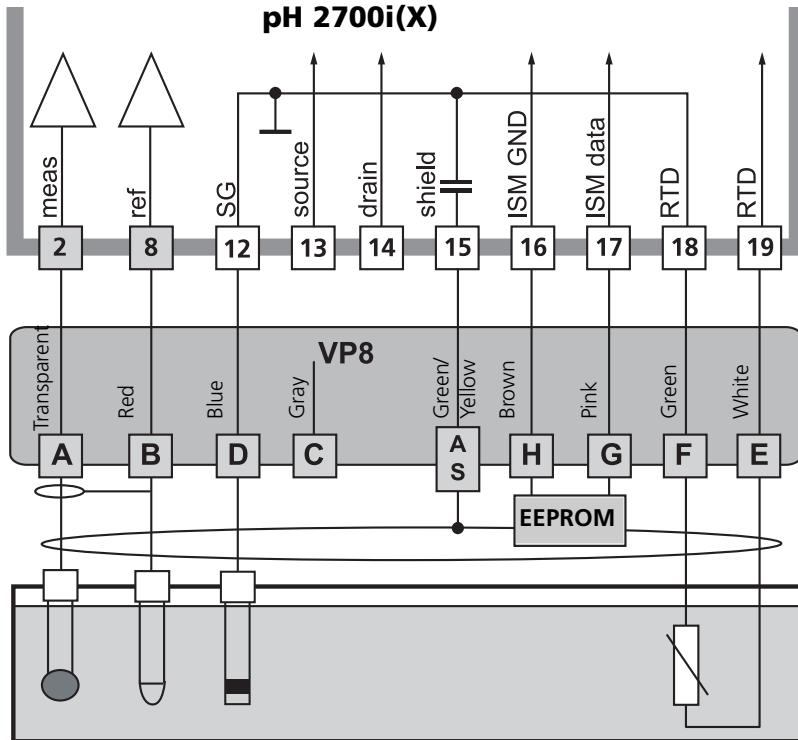 pH 2700i(X)
meas
ref
SG
source
drain
shield
ISM GND
ISM data
RTD
RTD
2
8
12
13
14
15
16
17
18
19
VP8
Transparent
Red
Blue
Gray
Green/
Yellow
Brown
Pink
Green
White
A
B
D
C
A
S
H
G
F
E
EEPROM